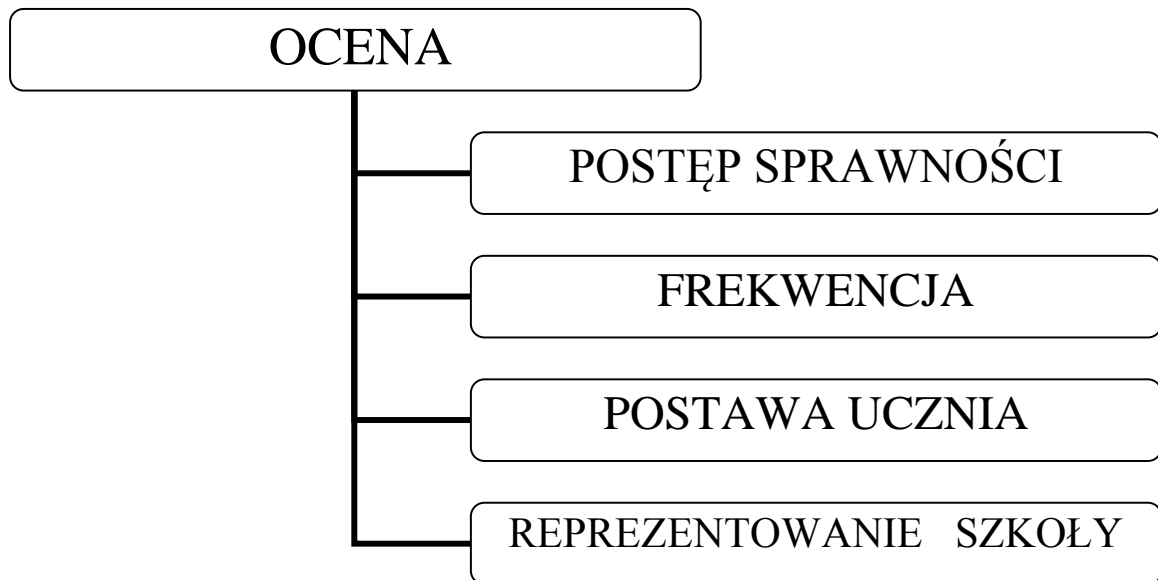 OCENA
POSTĘP SPRAWNOŚCI
FREKWENCJA
POSTAWA UCZNIA
REPREZENTOWANIE SZKOŁY